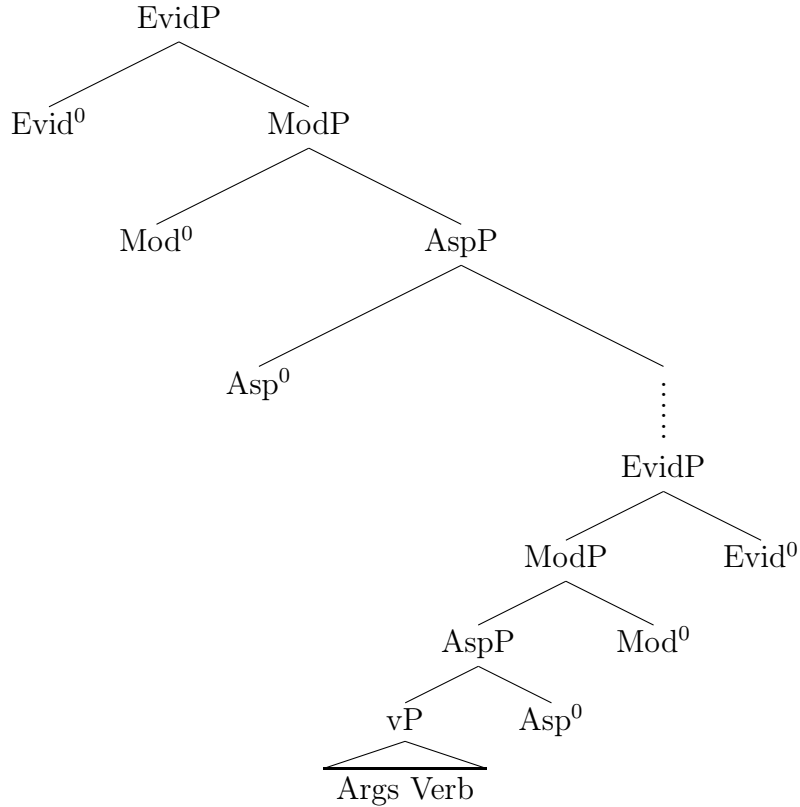 EvidP
Evid⁰ ModP
Mod⁰ AspP
Asp⁰
EvidP
ModP Evid⁰
AspP Mod⁰
vP Asp⁰
Args Verb